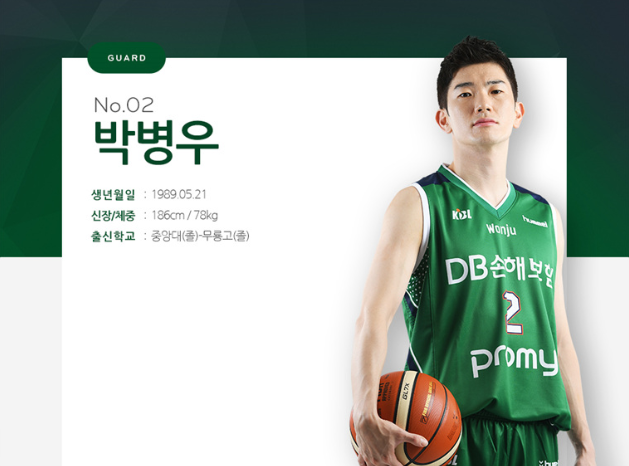 GUARD
No.02
박병우
생년월일 : 1989.05.21
신장/체중 : 186cm / 78kg
출신학교 : 중앙대(졸)-무룡고(졸)
KBL
hummel
Wonju
DB손해보험
2
promy
GL7X